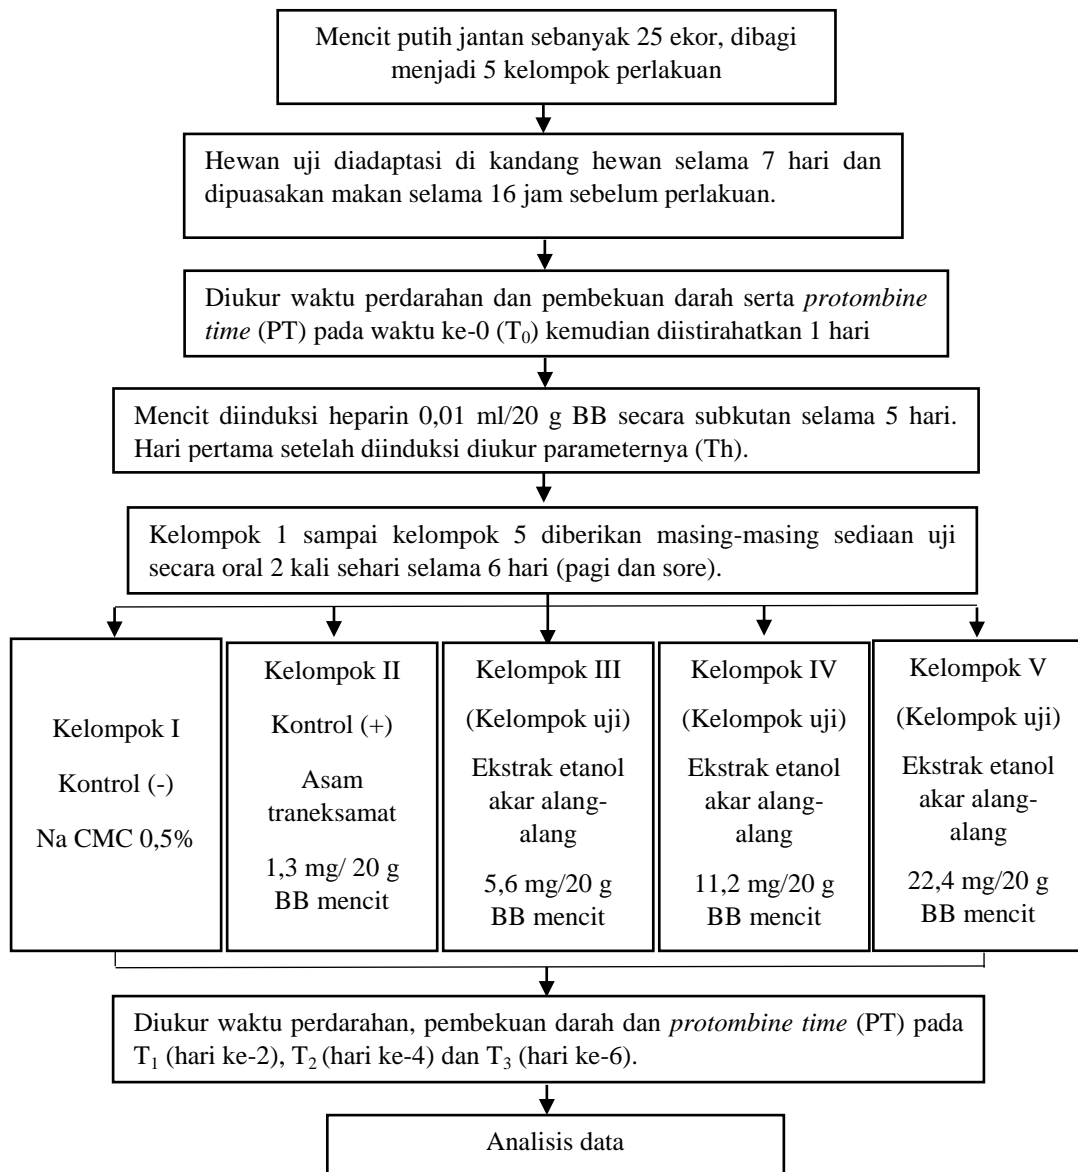 Mencit putih jantan sebanyak 25 ekor, dibagi
menjadi 5 kelompok perlakuan
Hewan uji diadaptasi di kandang hewan selama 7 hari dan
dipuasakan makan selama 16 jam sebelum perlakuan.
Diukur waktu perdarahan dan pembekuan darah serta protombine
time (PT) pada waktu ke-0 (T₀) kemudian diistirahatkan 1 hari
Mencit diinduksi heparin 0,01 ml/20 g BB secara subkutan selama 5 hari.
Hari pertama setelah diinduksi diukur parameternya (Th).
Kelompok 1 sampai kelompok 5 diberikan masing-masing sediaan uji
secara oral 2 kali sehari selama 6 hari (pagi dan sore).
Kelompok I
Kontrol (-)
Na CMC 0,5%
Kelompok II
Kontrol (+)
Asam
traneksamat
1,3 mg/ 20 g
BB mencit
Kelompok III
(Kelompok uji)
Ekstrak etanol
akar alang-
alang
5,6 mg/20 g
BB mencit
Kelompok IV
(Kelompok uji)
Ekstrak etanol
akar alang-
alang
11,2 mg/20 g
BB mencit
Kelompok V
(Kelompok uji)
Ekstrak etanol
akar alang-
alang
22,4 mg/20 g
BB mencit
Diukur waktu perdarahan, pembekuan darah dan protombine time (PT) pada
T₁ (hari ke-2), T₂ (hari ke-4) dan T₃ (hari ke-6).
Analisis data